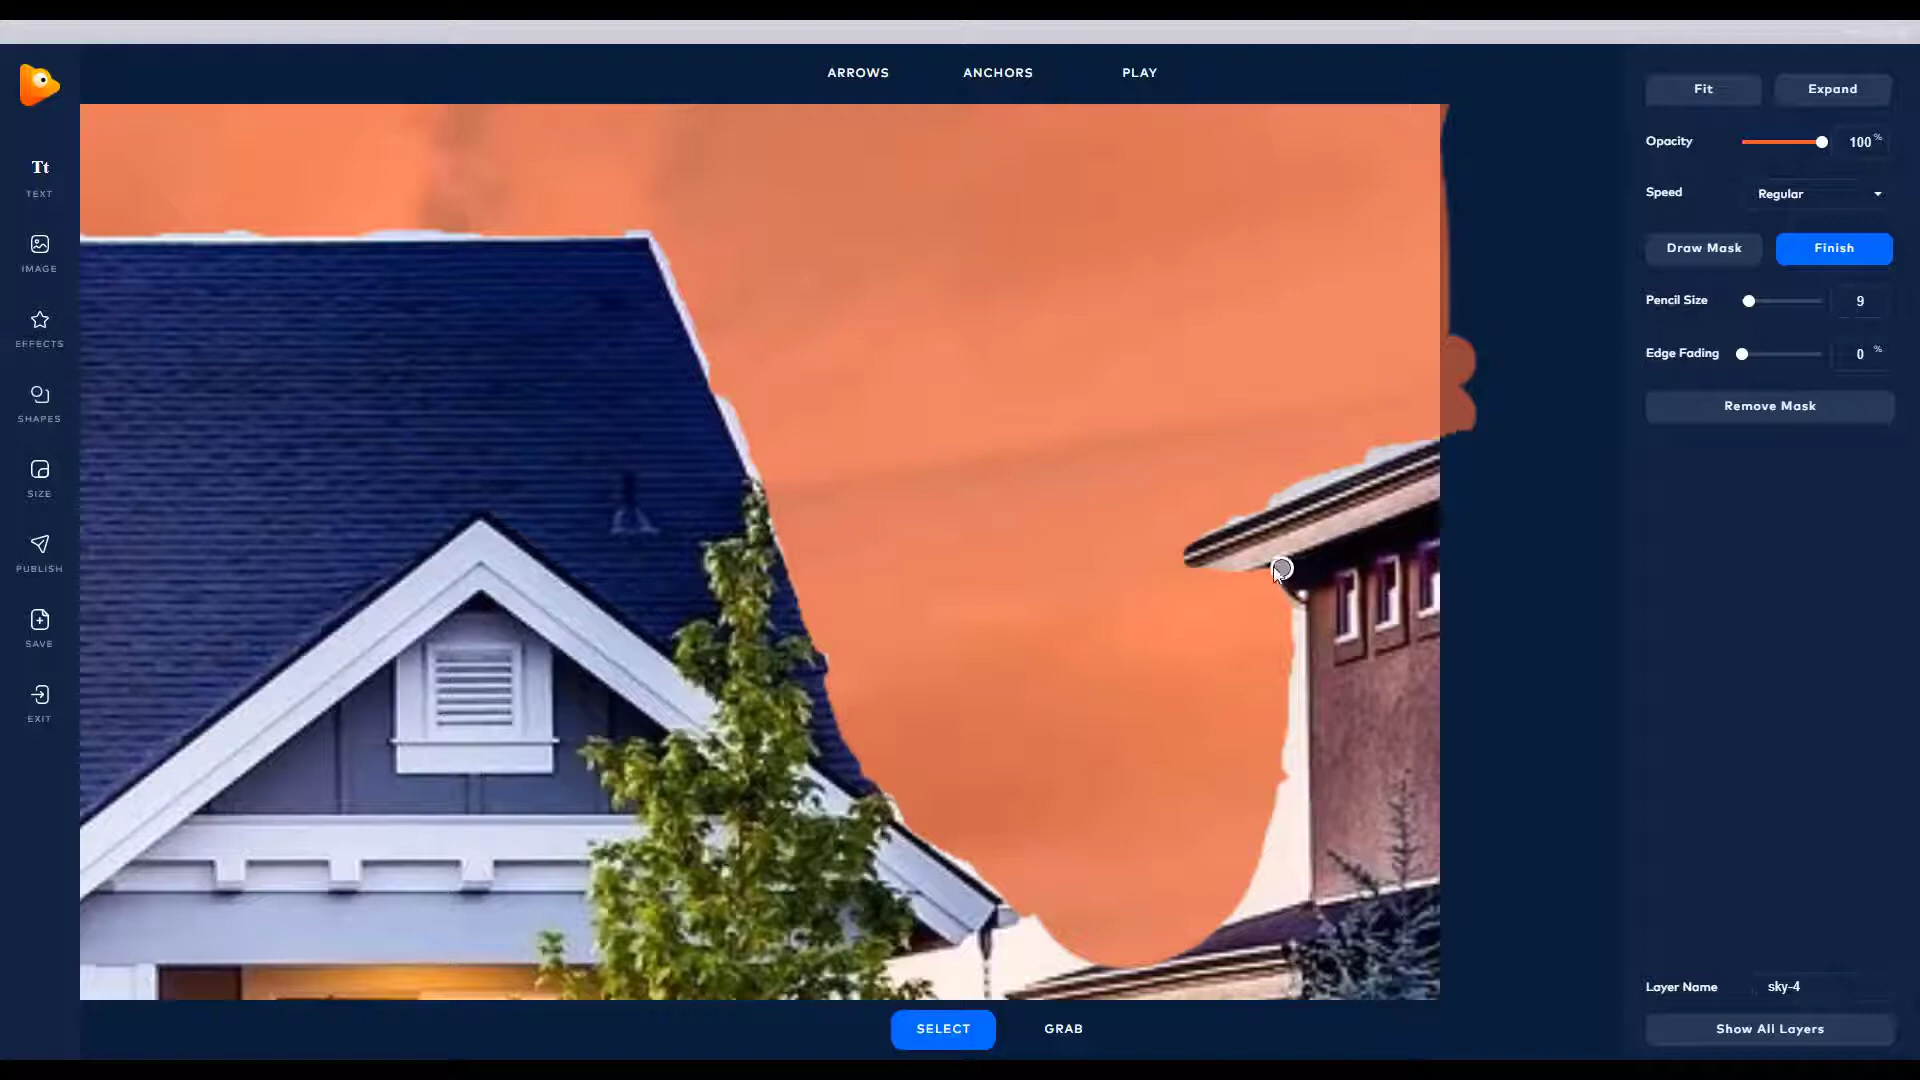 ARROWS ANCHORS PLAY
Fit Expand
Opacity 100 %
Tt
TEXT
Speed Regular
IMAGE
Draw Mask Finish
Pencil Size 9
EFFECTS
Edge Fading 0 %
SHAPES
Remove Mask
SIZE
PUBLISH
SAVE
EXIT
Layer Name sky-4
SELECT GRAB
Show All Layers